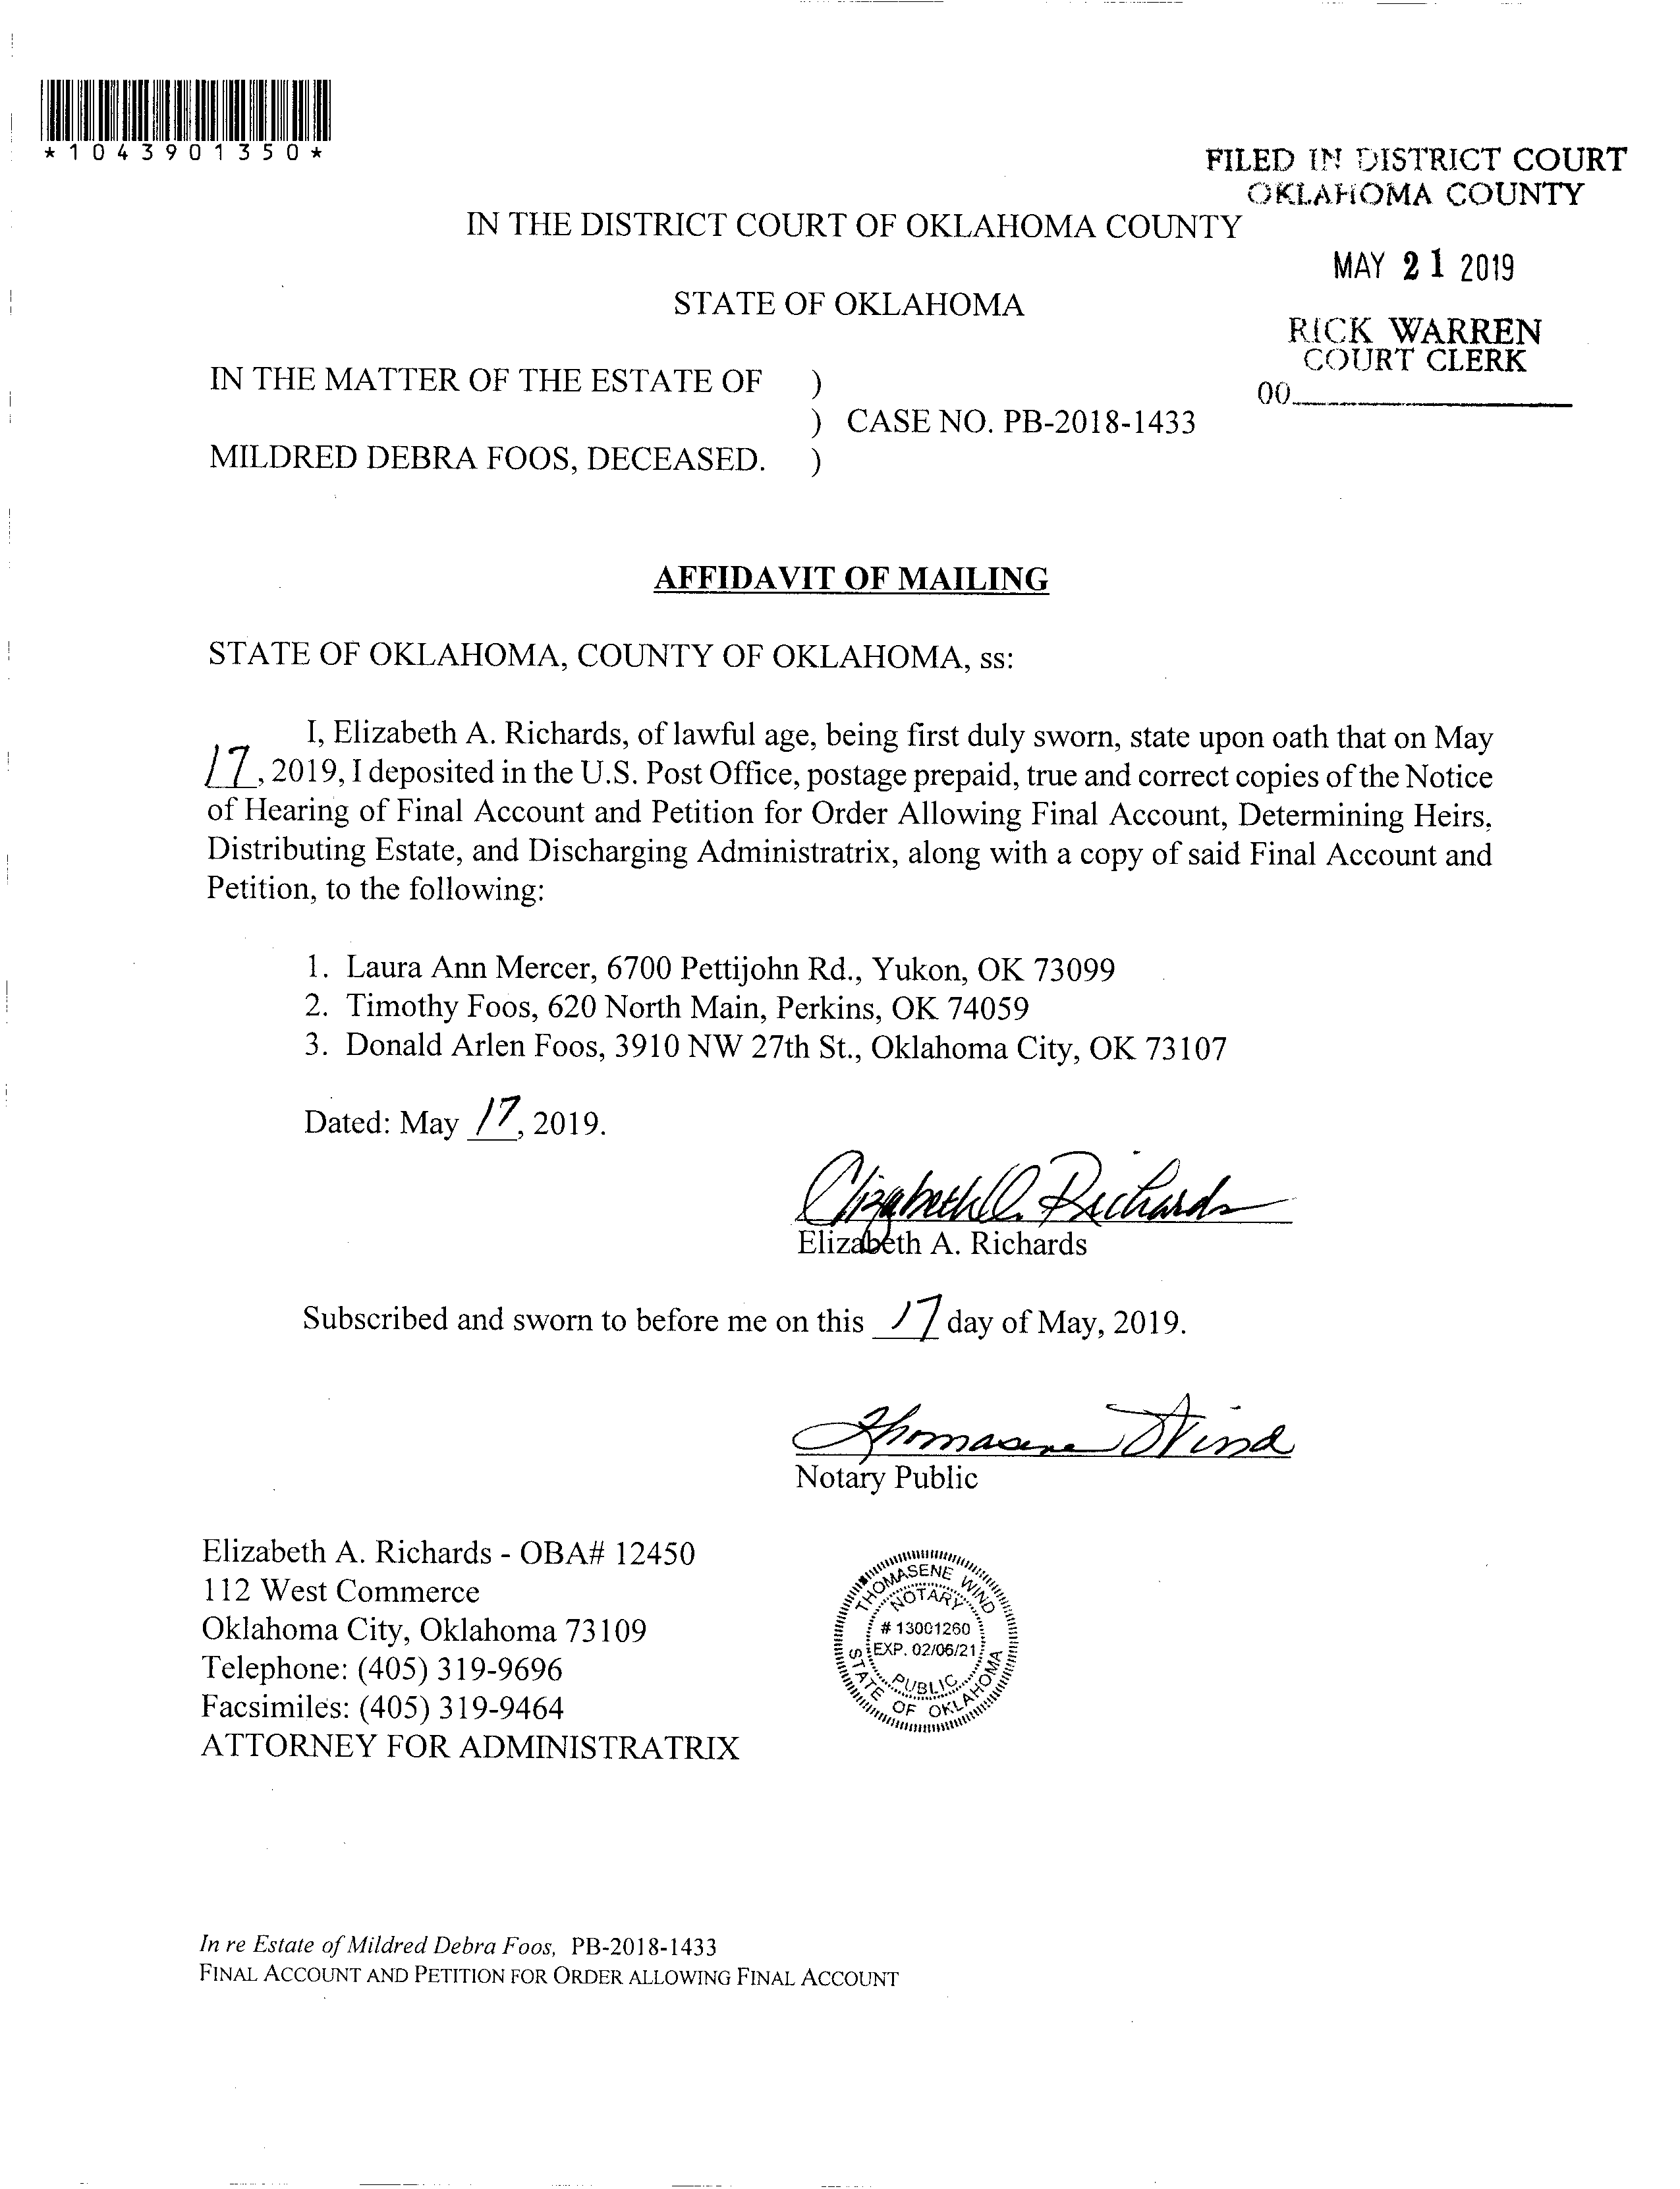 *1043901350*
FILED IN DISTRICT COURT
OKLAHOMA COUNTY
IN THE DISTRICT COURT OF OKLAHOMA COUNTY
MAY 21 2019
STATE OF OKLAHOMA
RICK WARREN
COURT CLERK
00
IN THE MATTER OF THE ESTATE OF )
) CASE NO. PB-2018-1433
MILDRED DEBRA FOOS, DECEASED. )
AFFIDAVIT OF MAILING
STATE OF OKLAHOMA, COUNTY OF OKLAHOMA, ss:
I, Elizabeth A. Richards, of lawful age, being first duly sworn, state upon oath that on May
17, 2019, I deposited in the U.S. Post Office, postage prepaid, true and correct copies of the Notice
of Hearing of Final Account and Petition for Order Allowing Final Account, Determining Heirs,
Distributing Estate, and Discharging Administratrix, along with a copy of said Final Account and
Petition, to the following:
1. Laura Ann Mercer, 6700 Pettijohn Rd., Yukon, OK 73099
2. Timothy Foos, 620 North Main, Perkins, OK 74059
3. Donald Arlen Foos, 3910 NW 27th St., Oklahoma City, OK 73107
Dated: May 17, 2019.
Elizabeth A. Richards
Elizabeth A. Richards
Subscribed and sworn to before me on this 17 day of May, 2019.
Thomasene Wind
Notary Public
Elizabeth A. Richards - OBA# 12450
112 West Commerce
Oklahoma City, Oklahoma 73109
Telephone: (405) 319-9696
Facsimiles: (405) 319-9464
ATTORNEY FOR ADMINISTRATRIX
THOMASENE WIND
NOTARY
# 13001260
EXP. 02/06/21
PUBLIC
STATE OF OKLAHOMA
In re Estate of Mildred Debra Foos, PB-2018-1433
FINAL ACCOUNT AND PETITION FOR ORDER ALLOWING FINAL ACCOUNT